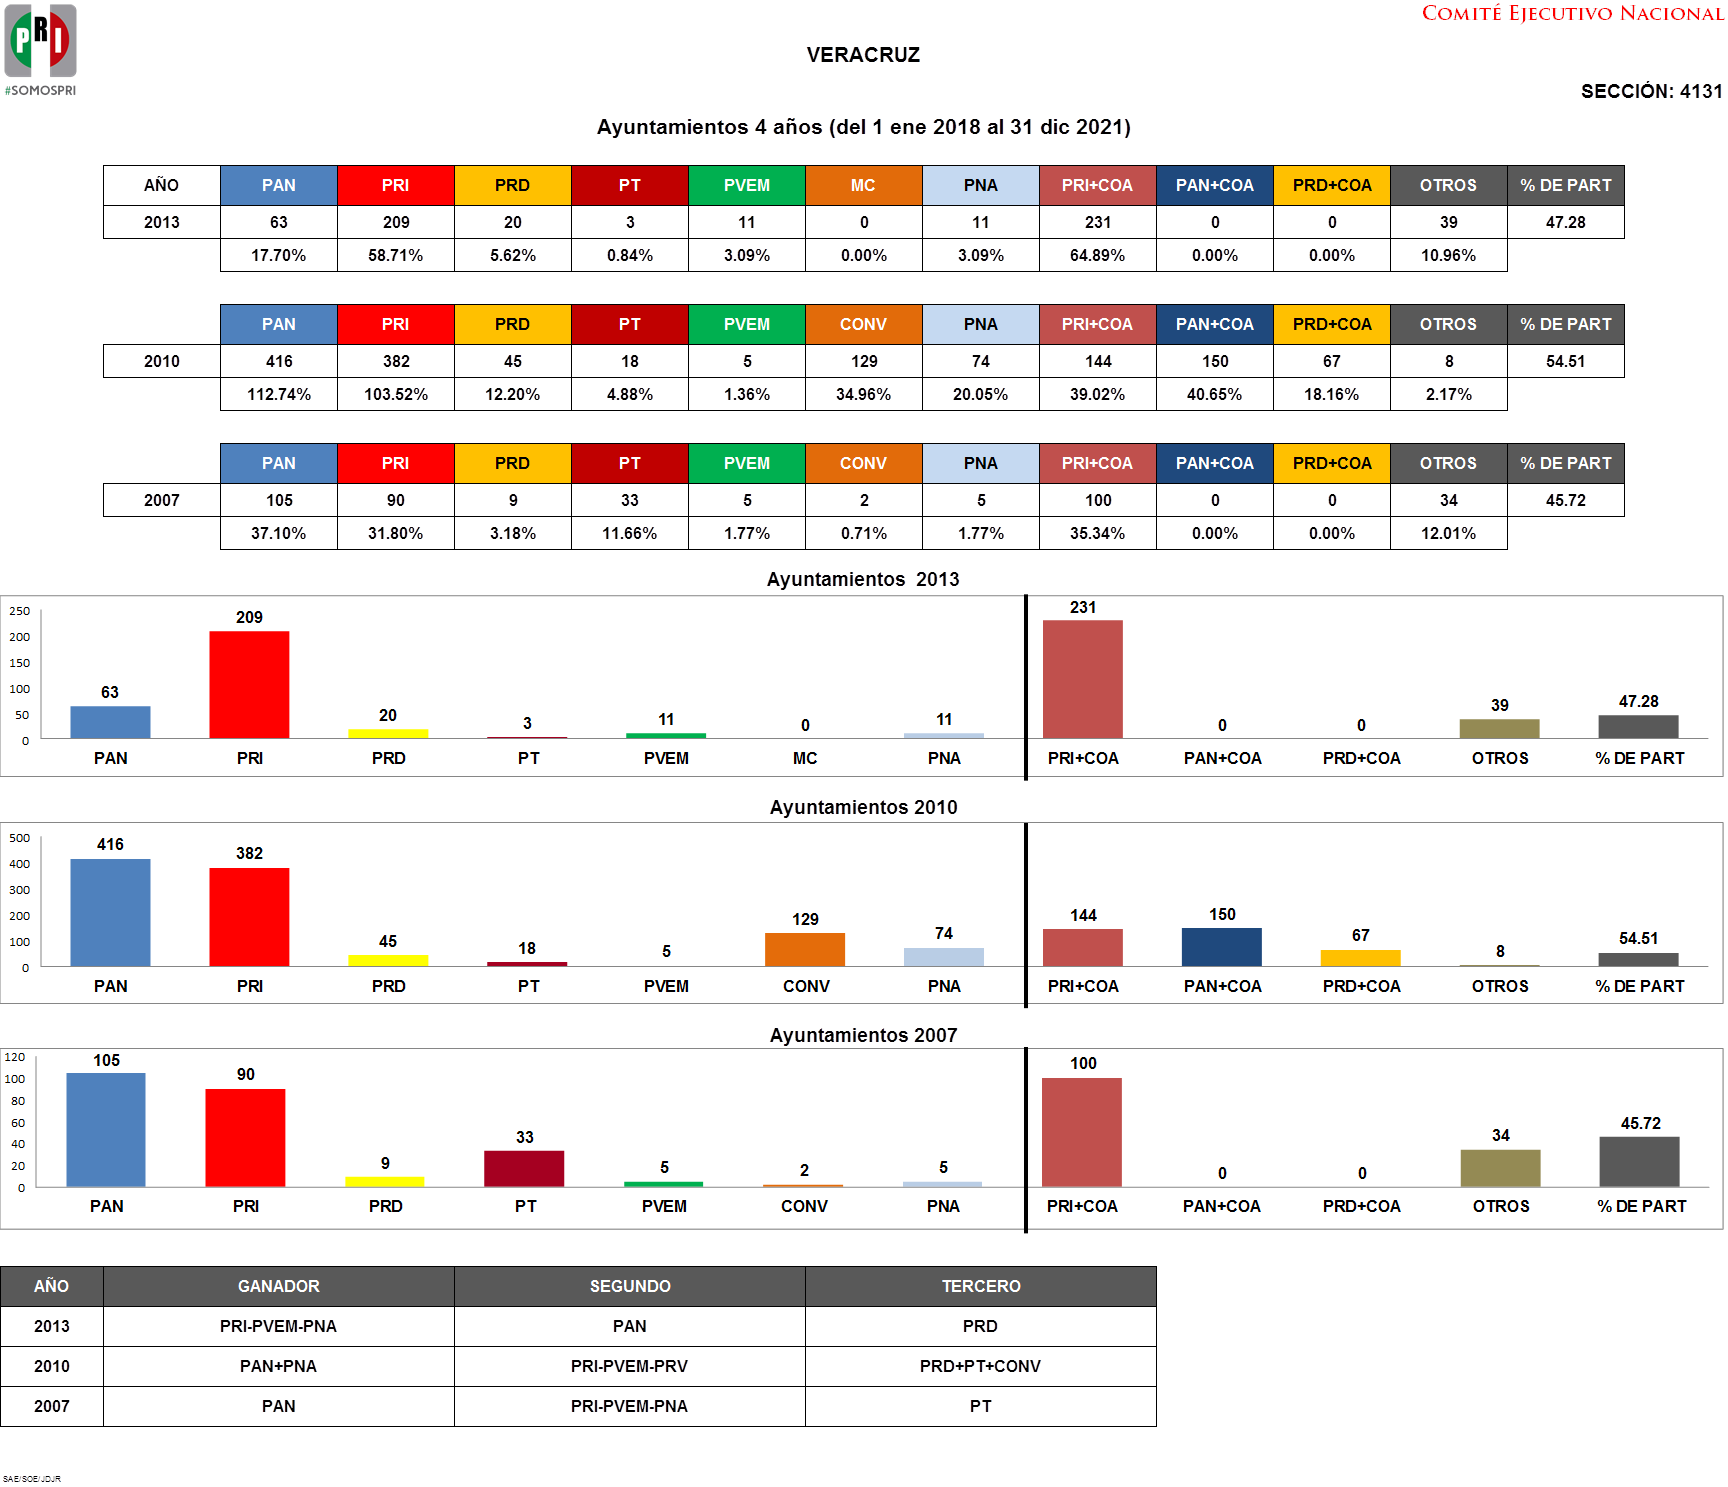 PRI
#SOMOSPRI
COMITÉ EJECUTIVO NACIONAL
VERACRUZ
SECCIÓN: 4131
Ayuntamientos 4 años (del 1 ene 2018 al 31 dic 2021)
AÑO PAN PRI PRD PT PVEM MC PNA PRI+COA PAN+COA PRD+COA OTROS % DE PART
2013 63 209 20 3 11 0 11 231 0 0 39 47.28
17.70% 58.71% 5.62% 0.84% 3.09% 0.00% 3.09% 64.89% 0.00% 0.00% 10.96%
PAN PRI PRD PT PVEM CONV PNA PRI+COA PAN+COA PRD+COA OTROS % DE PART
2010 416 382 45 18 5 129 74 144 150 67 8 54.51
112.74% 103.52% 12.20% 4.88% 1.36% 34.96% 20.05% 39.02% 40.65% 18.16% 2.17%
PAN PRI PRD PT PVEM CONV PNA PRI+COA PAN+COA PRD+COA OTROS % DE PART
2007 105 90 9 33 5 2 5 100 0 0 34 45.72
37.10% 31.80% 3.18% 11.66% 1.77% 0.71% 1.77% 35.34% 0.00% 0.00% 12.01%
Ayuntamientos 2013
250
200
150
100
50
0
63 209 20 3 11 0 11 231 0 0 39 47.28
PAN PRI PRD PT PVEM MC PNA PRI+COA PAN+COA PRD+COA OTROS % DE PART
Ayuntamientos 2010
500
400
300
200
100
0
416 382 45 18 5 129 74 144 150 67 8 54.51
PAN PRI PRD PT PVEM CONV PNA PRI+COA PAN+COA PRD+COA OTROS % DE PART
Ayuntamientos 2007
120
100
80
60
40
20
0
105 90 9 33 5 2 5 100 0 0 34 45.72
PAN PRI PRD PT PVEM CONV PNA PRI+COA PAN+COA PRD+COA OTROS % DE PART
AÑO GANADOR SEGUNDO TERCERO
2013 PRI-PVEM-PNA PAN PRD
2010 PAN+PNA PRI-PVEM-PRV PRD+PT+CONV
2007 PAN PRI-PVEM-PNA PT
SAE/SOE/JDJR